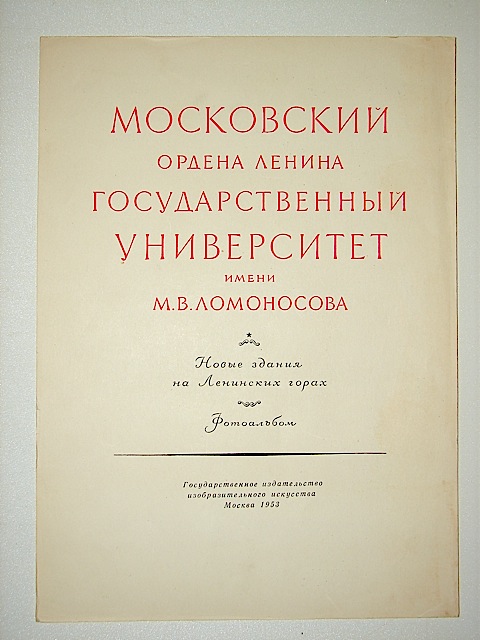 МОСКОВСКИЙ
ОРДЕНА ЛЕНИНА
ГОСУДАРСТВЕННЫЙ
УНИВЕРСИТЕТ
ИМЕНИ
М.В.ЛОМОНОСОВА
Новые здания
на Ленинских горах
Фотоальбом
Государственное издательство
изобразительного искусства
Москва 1953